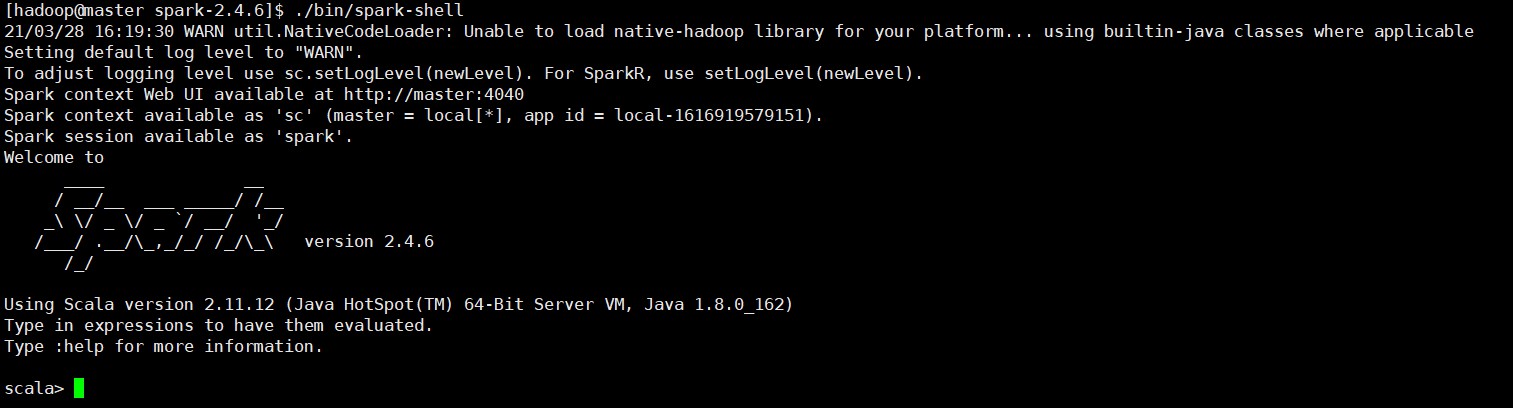 [hadoop@master spark-2.4.6]$ ./bin/spark-shell
21/03/28 16:19:30 WARN util.NativeCodeLoader: Unable to load native-hadoop library for your platform... using builtin-java classes where applicable
Setting default log level to "WARN".
To adjust logging level use sc.setLogLevel(newLevel). For SparkR, use setLogLevel(newLevel).
Spark context Web UI available at http://master:4040
Spark context available as 'sc' (master = local[*], app id = local-1616919579151).
Spark session available as 'spark'.
Welcome to
      ____              __
     / __/__  ___ _____/ /__
    _\ \/ _ \/ _ `/ __/  '_/
   /___/ .__/\_,_/_/ /_/\_\   version 2.4.6
      /_/
Using Scala version 2.11.12 (Java HotSpot(TM) 64-Bit Server VM, Java 1.8.0_162)
Type in expressions to have them evaluated.
Type :help for more information.
scala>